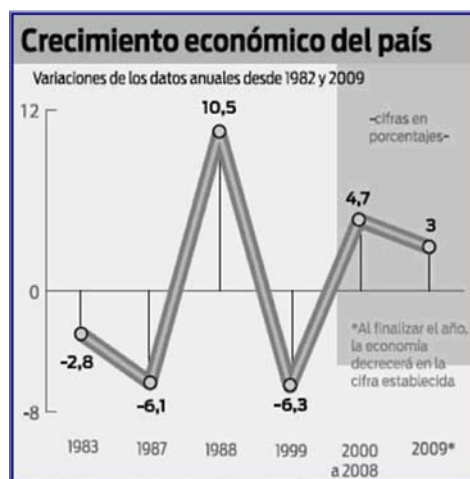 Crecimiento económico del país
Variaciones de los datos anuales desde 1982 y 2009
12
10,5
-cifras en
porcentajes-
4,7
3
0
-2,8
-6,1
-6,3
*Al finalizar el año,
la economía
decrecerá en la
cifra establecida
-8
1983
1987
1988
1999
2000
a 2008
2009*